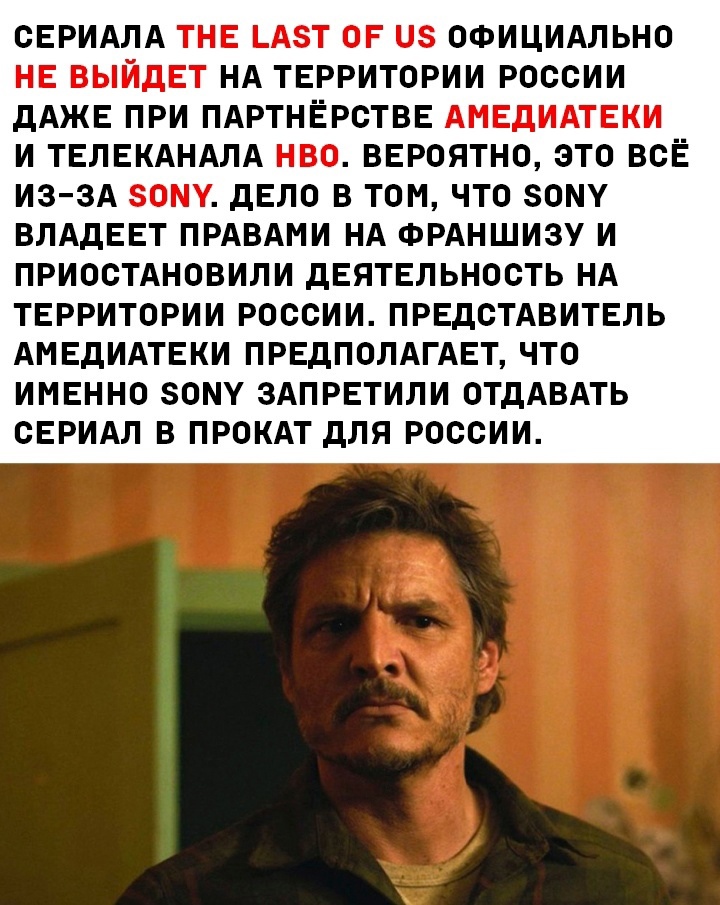 СЕРИАЛА THE LAST OF US ОФИЦИАЛЬНО
НЕ ВЫЙДЕТ НА ТЕРРИТОРИИ РОССИИ
ДАЖЕ ПРИ ПАРТНЁРСТВЕ АМЕДИАТЕКИ
И ТЕЛЕКАНАЛА HBO. ВЕРОЯТНО, ЭТО ВСЁ
ИЗ-ЗА SONY. ДЕЛО В ТОМ, ЧТО SONY
ВЛАДЕЕТ ПРАВАМИ НА ФРАНШИЗУ И
ПРИОСТАНОВИЛИ ДЕЯТЕЛЬНОСТЬ НА
ТЕРРИТОРИИ РОССИИ. ПРЕДСТАВИТЕЛЬ
АМЕДИАТЕКИ ПРЕДПОЛАГАЕТ, ЧТО
ИМЕННО SONY ЗАПРЕТИЛИ ОТДАВАТЬ
СЕРИАЛ В ПРОКАТ ДЛЯ РОССИИ.